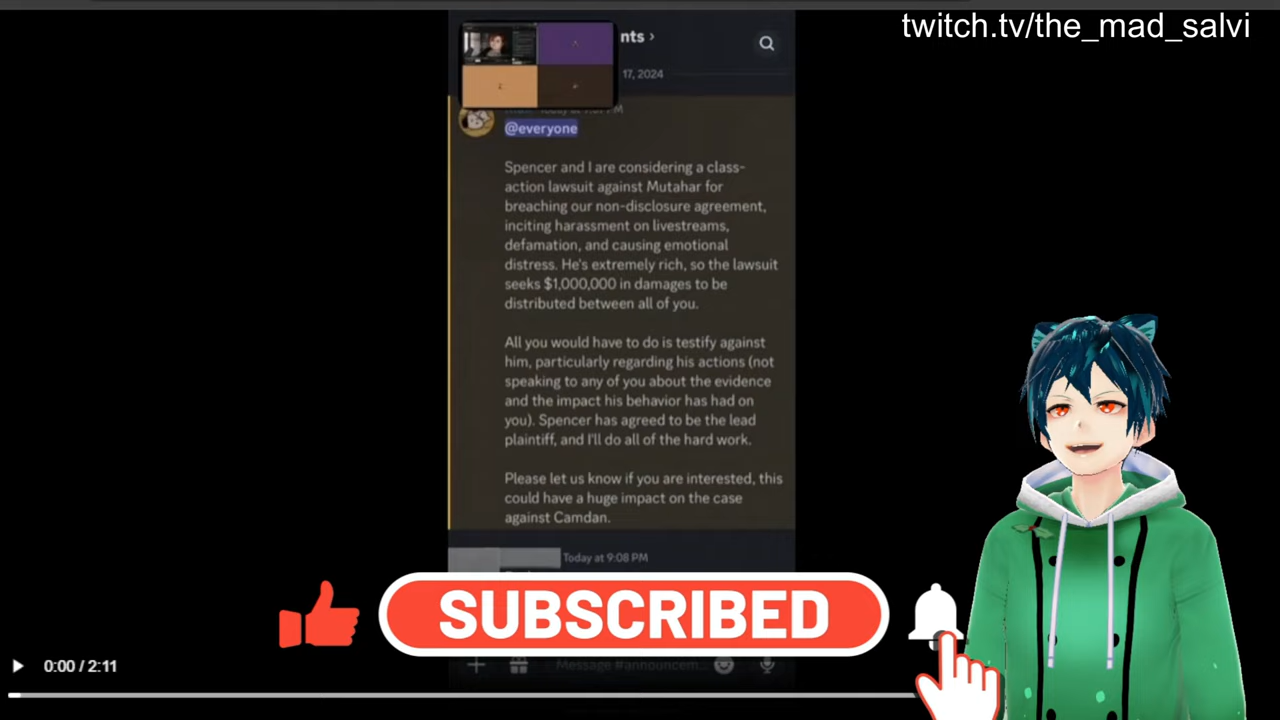 twitch.tv/the_mad_salvi
nts ›
17, 2024
@everyone
Spencer and I are considering a class-
action lawsuit against Mutahar for
breaching our non-disclosure agreement,
inciting harassment on livestreams,
defamation, and causing emotional
distress. He's extremely rich, so the lawsuit
seeks $1,000,000 in damages to be
distributed between all of you.
All you would have to do is testify against
him, particularly regarding his actions (not
speaking to any of you about the evidence
and the impact his behavior has had on
you). Spencer has agreed to be the lead
plaintiff, and I'll do all of the hard work.
Please let us know if you are interested, this
could have a huge impact on the case
against Camdan.
Today at 9:08 PM
SUBSCRIBED
Message #announcem...
0:00 / 2:11